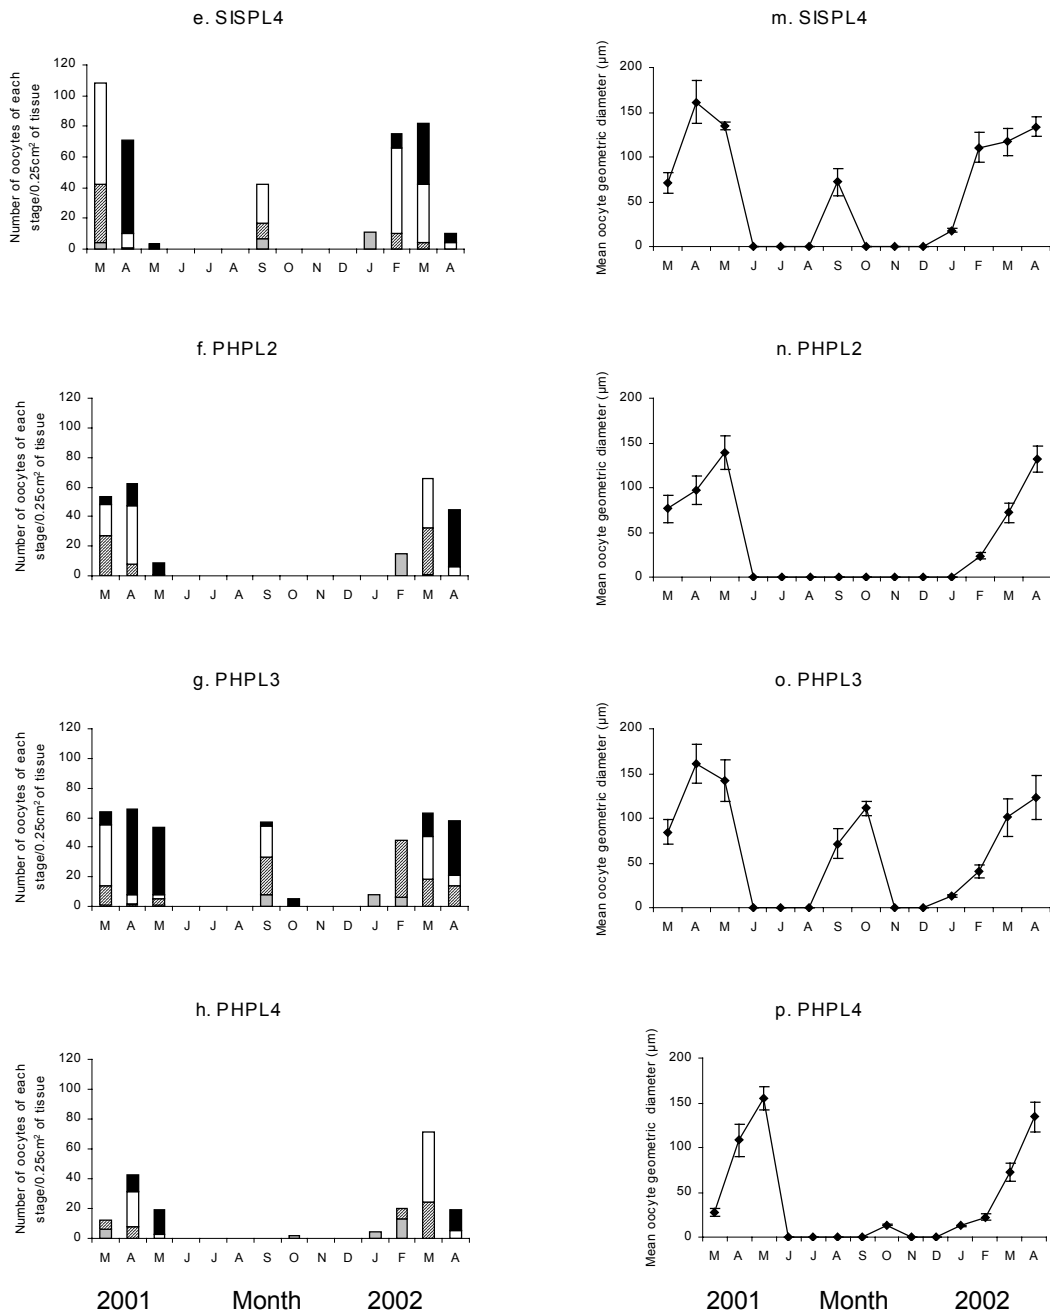 e. SISPL4
Number of oocytes of each
stage/0.25cm² of tissue
120
100
80
60
40
20
0
M A M J J A S O N D J F M A
m. SISPL4
Mean oocyte geometric diameter (µm)
200
150
100
50
0
M A M J J A S O N D J F M A
f. PHPL2
Number of oocytes of each
stage/0.25cm² of tissue
120
100
80
60
40
20
0
M A M J J A S O N D J F M A
n. PHPL2
Mean oocyte geometric diameter (µm)
200
150
100
50
0
M A M J J A S O N D J F M A
g. PHPL3
Number of oocytes of each
stage/0.25cm² of tissue
120
100
80
60
40
20
0
M A M J J A S O N D J F M A
o. PHPL3
Mean oocyte geometric diameter (µm)
200
150
100
50
0
M A M J J A S O N D J F M A
h. PHPL4
Number of oocytes of each
stage/0.25cm² of tissue
120
100
80
60
40
20
0
M A M J J A S O N D J F M A
2001 Month 2002
p. PHPL4
Mean oocyte geometric diameter (µm)
200
150
100
50
0
M A M J J A S O N D J F M A
2001 Month 2002